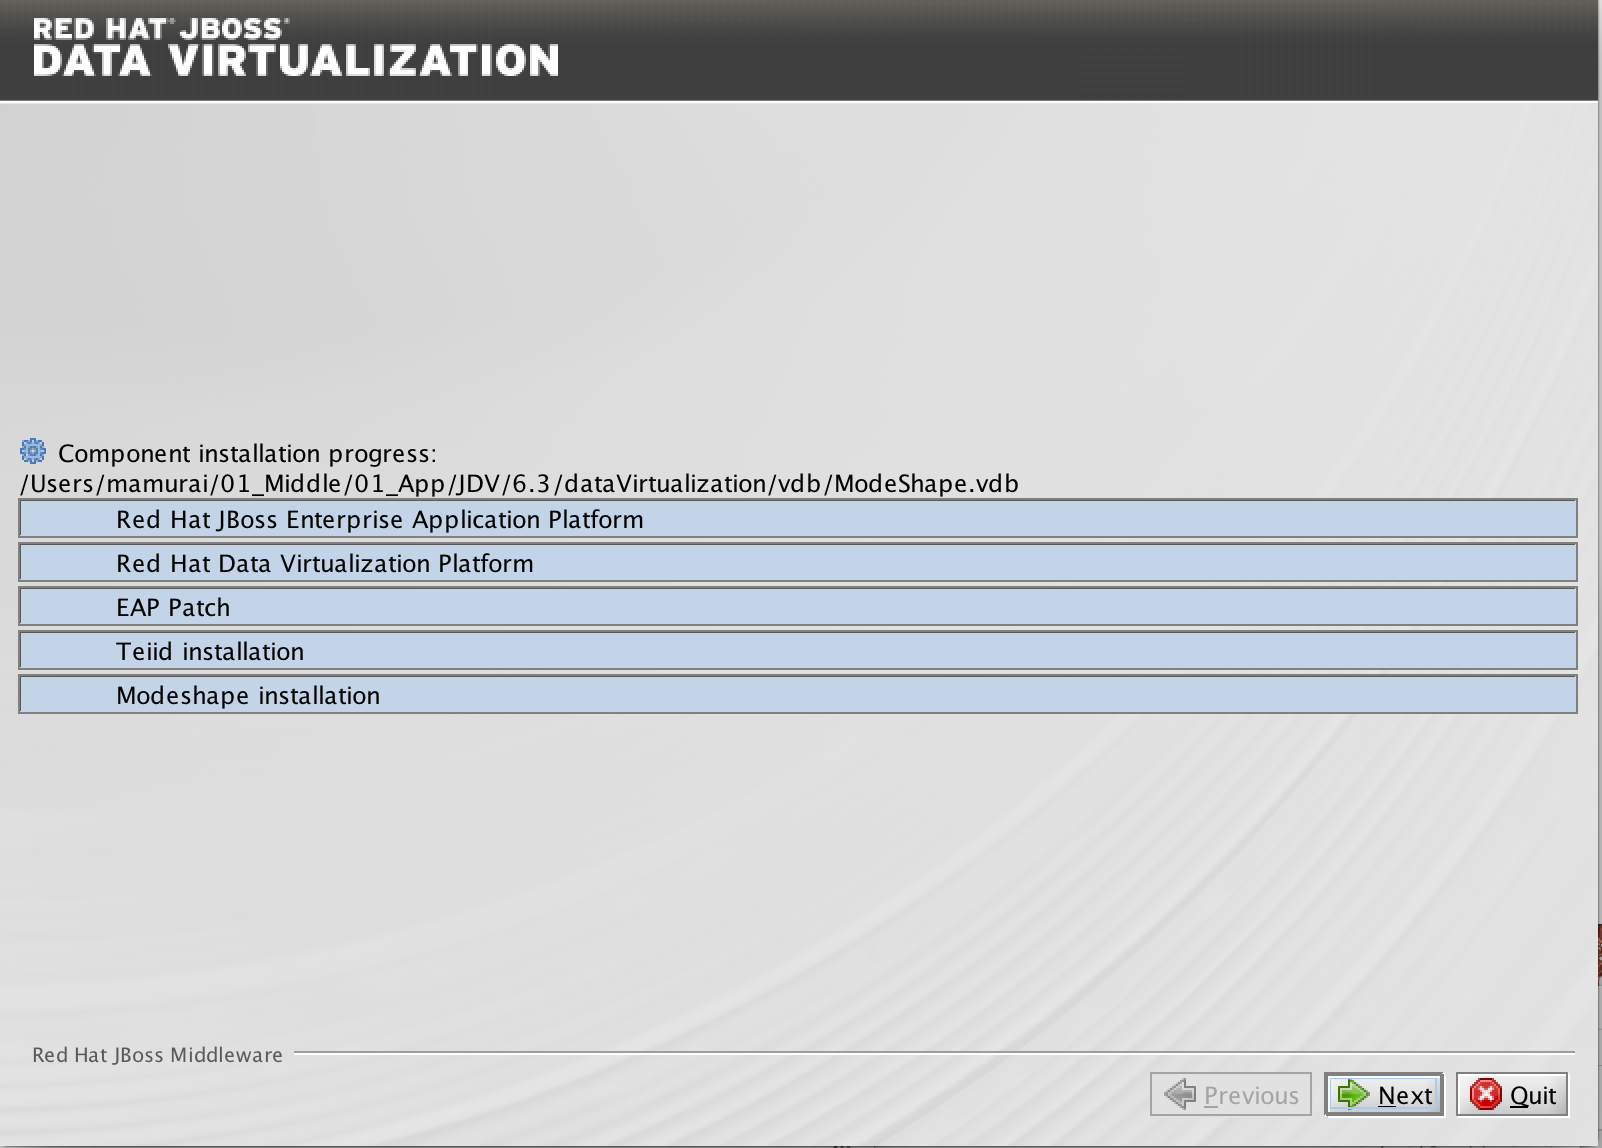 RED HAT® JBOSS®
DATA VIRTUALIZATION
Component installation progress:
/Users/mamurai/01_Middle/01_App/JDV/6.3/dataVirtualization/vdb/ModeShape.vdb
Red Hat JBoss Enterprise Application Platform
Red Hat Data Virtualization Platform
EAP Patch
Teiid installation
Modeshape installation
Red Hat JBoss Middleware
Previous
Next
Quit